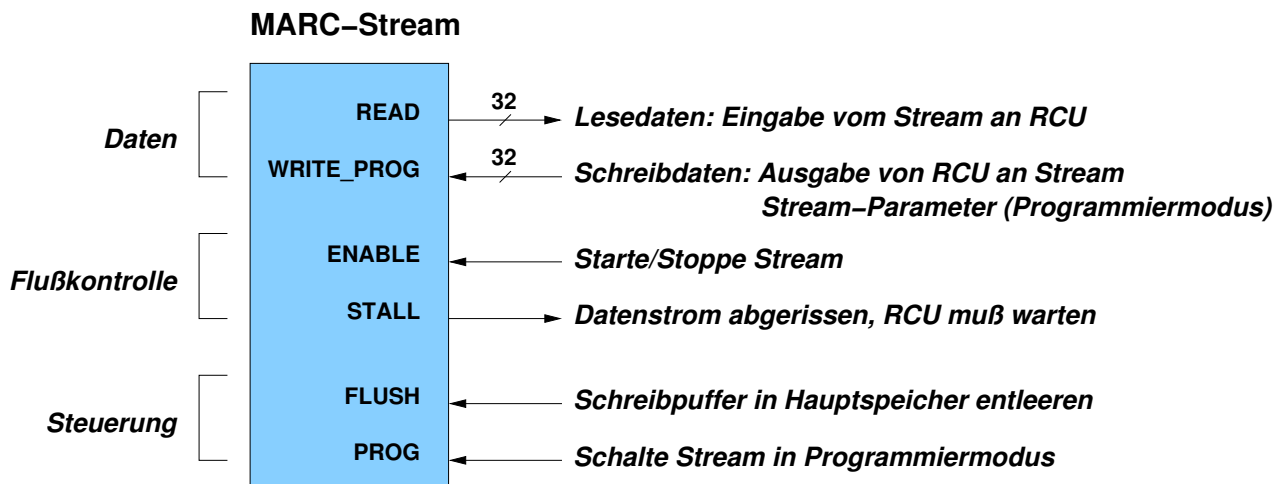 MARC–Stream
Daten
READ 32 Lesedaten: Eingabe vom Stream an RCU
WRITE_PROG 32 Schreibdaten: Ausgabe von RCU an Stream
Stream–Parameter (Programmiermodus)
Flußkontrolle
ENABLE Starte/Stoppe Stream
STALL Datenstrom abgerissen, RCU muß warten
Steuerung
FLUSH Schreibpuffer in Hauptspeicher entleeren
PROG Schalte Stream in Programmiermodus